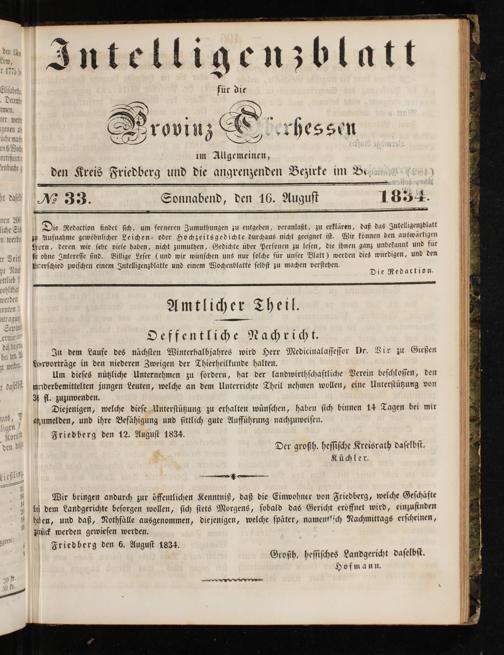 Intelligenzblatt
für die
Provinz Oberhessen
im Allgemeinen,
den Kreis Friedberg und die angrenzenden Bezirke im
№ 33. Sonnabend, den 16. August 1834.
Die Redaction findet sich, um ferneren Zumuthungen zu entgehen, veranlaßt, zu erklären, daß das Intelligenzblatt
zu Aufnahme gewöhnlicher Leichen- oder Hochzeitsgedichte durchaus nicht geeignet ist. Wir können den auswärtigen
Herrn, deren wir sehr viele haben, nicht zumuthen, Gedichte über Personen zu lesen, die ihnen ganz unbekannt und für
sie ohne Interesse sind. Billige Leser (und wir wünschen uns nur solche für unser Blatt) werden dies würdigen, und den
Unterschied zwischen einem Intelligenzblatte und einem Wochenblatte selbst zu machen verstehen.
Die Redaction.
Amtlicher Theil.
Oeffentliche Nachricht.
In dem Laufe des nächsten Winterhalbjahres wird Herr Medicinalassessor Dr. Vix zu Gießen
Lehrvorträge in den niederen Zweigen der Thierheilkunde halten.
Um dieses nützliche Unternehmen zu fördern, hat der landwirthschaftliche Verein beschlossen, den
minderbemittelten jungen Leuten, welche an dem Unterrichte Theil nehmen wollen, eine Unterstützung von
fl. zuzuwenden.
Diejenigen, welche diese Unterstützung zu erhalten wünschen, haben sich binnen 14 Tagen bei mir
anzumelden, und ihre Befähigung und sittlich gute Aufführung nachzuweisen.
Friedberg den 12. August 1834.
Der großh. hessische Kreisrath daselbst.
Küchler.
Wir bringen andurch zur öffentlichen Kenntniß, daß die Einwohner von Friedberg, welche Geschäfte
bei dem Landgerichte besorgen wollen, sich stets Morgens, sobald das Gericht eröffnet wird, einzufinden
haben, und daß, Nothfälle ausgenommen, diejenigen, welche später, namentlich Nachmittags erscheinen,
zurück werden gewiesen werden.
Friedberg den 6. August 1834.
Großh. hessisches Landgericht daselbst.
Hofmann.